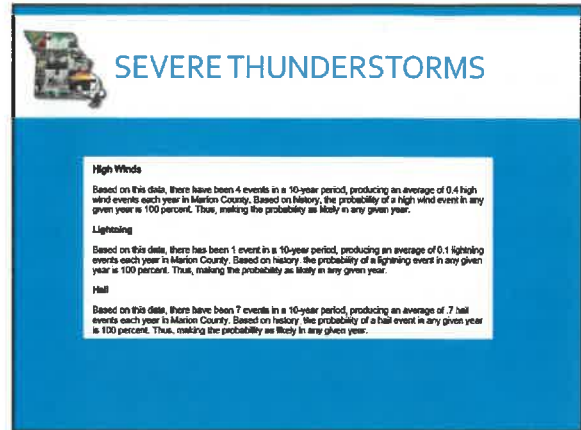 SEVERE THUNDERSTORMS
High Winds
Based on this data, there have been 4 events in a 10-year period, producing an average of 0.4 high
wind events each year in Marion County. Based on history, the probability of a high wind event in any
given year is 100 percent. Thus, making the probability as likely in any given year.
Lightning
Based on this data, there has been 1 event in a 10-year period, producing an average of 0.1 lightning
events each year in Marion County. Based on history, the probability of a lightning event in any given
year is 100 percent. Thus, making the probability as likely in any given year.
Hail
Based on this data, there have been 7 events in a 10-year period, producing an average of .7 hail
events each year in Marion County. Based on history, the probability of a hail event in any given year
is 100 percent. Thus, making the probability as likely in any given year.